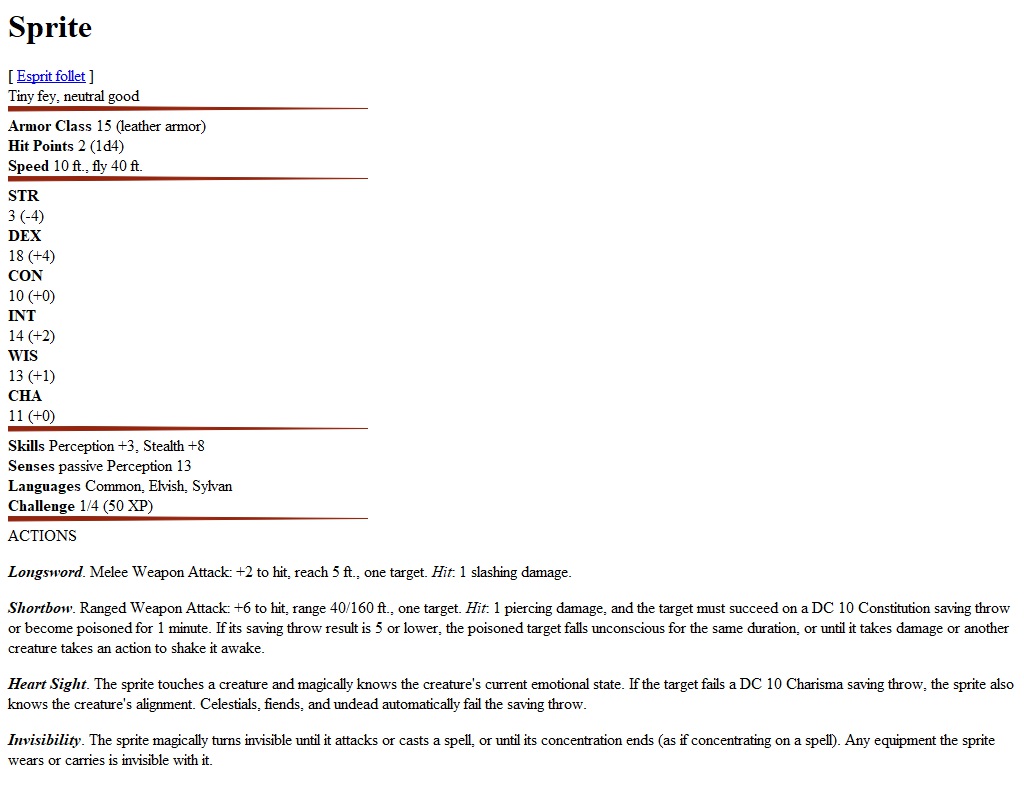 Sprite
[ Esprit follet ]
Tiny fey, neutral good
Armor Class 15 (leather armor)
Hit Points 2 (1d4)
Speed 10 ft., fly 40 ft.
STR
3 (-4)
DEX
18 (+4)
CON
10 (+0)
INT
14 (+2)
WIS
13 (+1)
CHA
11 (+0)
Skills Perception +3, Stealth +8
Senses passive Perception 13
Languages Common, Elvish, Sylvan
Challenge 1/4 (50 XP)
ACTIONS
Longsword. Melee Weapon Attack: +2 to hit, reach 5 ft., one target. Hit: 1 slashing damage.
Shortbow. Ranged Weapon Attack: +6 to hit, range 40/160 ft., one target. Hit: 1 piercing damage, and the target must succeed on a DC 10 Constitution saving throw
or become poisoned for 1 minute. If its saving throw result is 5 or lower, the poisoned target falls unconscious for the same duration, or until it takes damage or another
creature takes an action to shake it awake.
Heart Sight. The sprite touches a creature and magically knows the creature's current emotional state. If the target fails a DC 10 Charisma saving throw, the sprite also
knows the creature's alignment. Celestials, fiends, and undead automatically fail the saving throw.
Invisibility. The sprite magically turns invisible until it attacks or casts a spell, or until its concentration ends (as if concentrating on a spell). Any equipment the sprite
wears or carries is invisible with it.